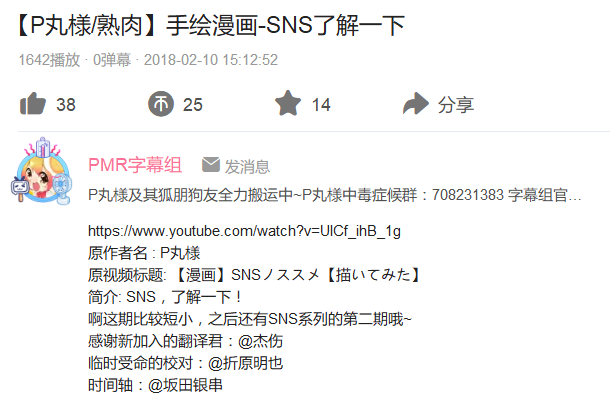 【P丸様/熟肉】手绘漫画-SNS了解一下
1642播放 · 0弹幕 · 2018-02-10 15:12:52
38 25 14 分享
PMR字幕组 发消息
P丸様及其狐朋狗友全力搬运中~P丸様中毒症候群：708231383 字幕组官…
https://www.youtube.com/watch?v=UlCf_ihB_1g
原作者名 : P丸様
原视频标题: 【漫画】SNSノススメ【描いてみた】
简介: SNS，了解一下！
啊这期比较短小，之后还有SNS系列的第二期哦~
感谢新加入的翻译君：@杰伤
临时受命的校对：@折原明也
时间轴：@坂田银串